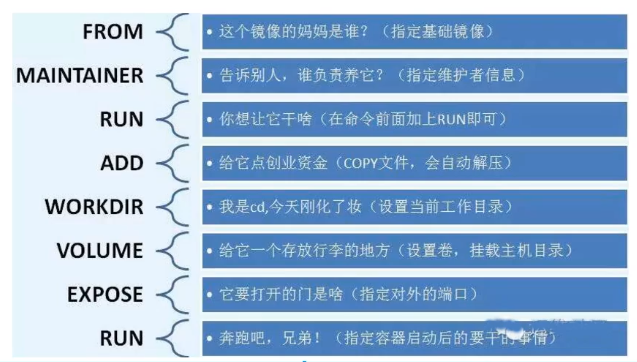 FROM • 这个镜像的妈妈是谁？（指定基础镜像）
MAINTAINER • 告诉别人，谁负责养它？（指定维护者信息）
RUN • 你想让它干啥（在命令前面加上RUN即可）
ADD • 给它点创业资金（COPY文件，会自动解压）
WORKDIR • 我是cd,今天刚化了妆（设置当前工作目录）
VOLUME • 给它一个存放行李的地方（设置卷，挂载主机目录）
EXPOSE • 它要打开的门是啥（指定对外的端口）
RUN • 奔跑吧，兄弟！（指定容器启动后的要干的事情）